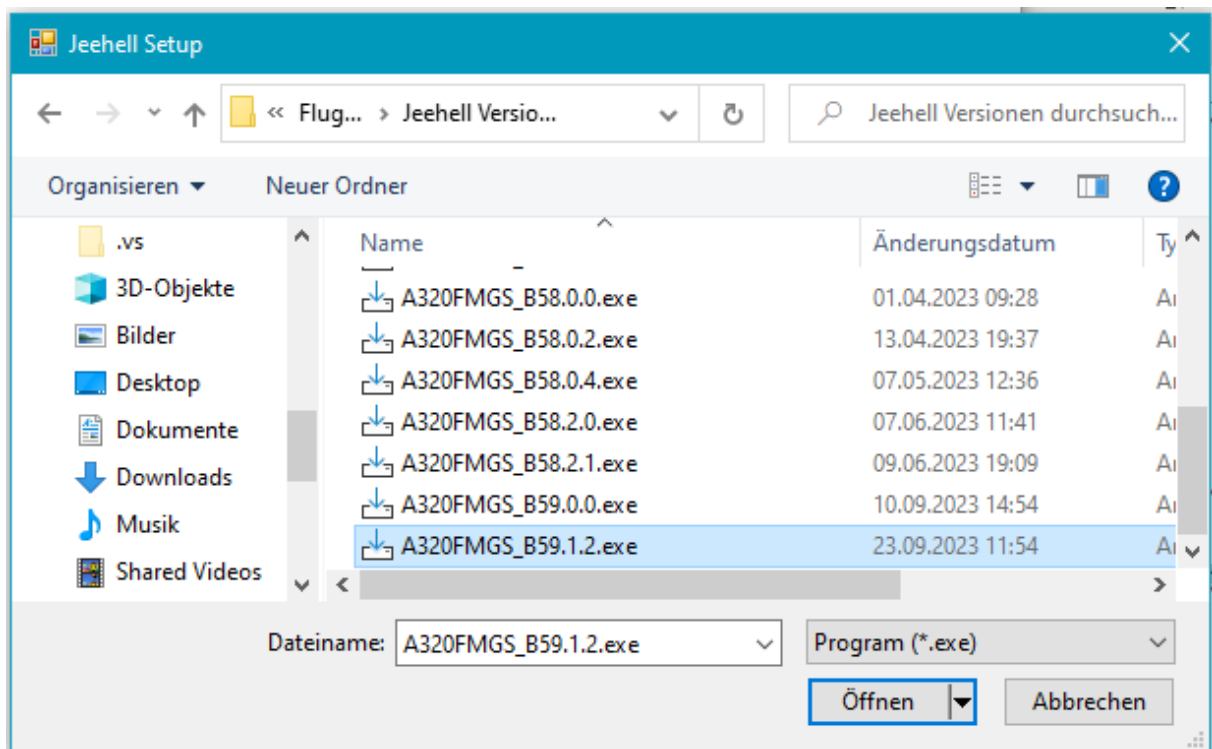 Jeehell Setup
« Flug... > Jeehell Versio...
Jeehell Versionen durchsuch...
Organisieren
Neuer Ordner
.vs
3D-Objekte
Bilder
Desktop
Dokumente
Downloads
Musik
Shared Videos
Name Änderungsdatum Ty
A320FMGS_B58.0.0.exe 01.04.2023 09:28
A320FMGS_B58.0.2.exe 13.04.2023 19:37
A320FMGS_B58.0.4.exe 07.05.2023 12:36
A320FMGS_B58.2.0.exe 07.06.2023 11:41
A320FMGS_B58.2.1.exe 09.06.2023 19:09
A320FMGS_B59.0.0.exe 10.09.2023 14:54
A320FMGS_B59.1.2.exe 23.09.2023 11:54
Dateiname: A320FMGS_B59.1.2.exe
Program (*.exe)
Öffnen
Abbrechen